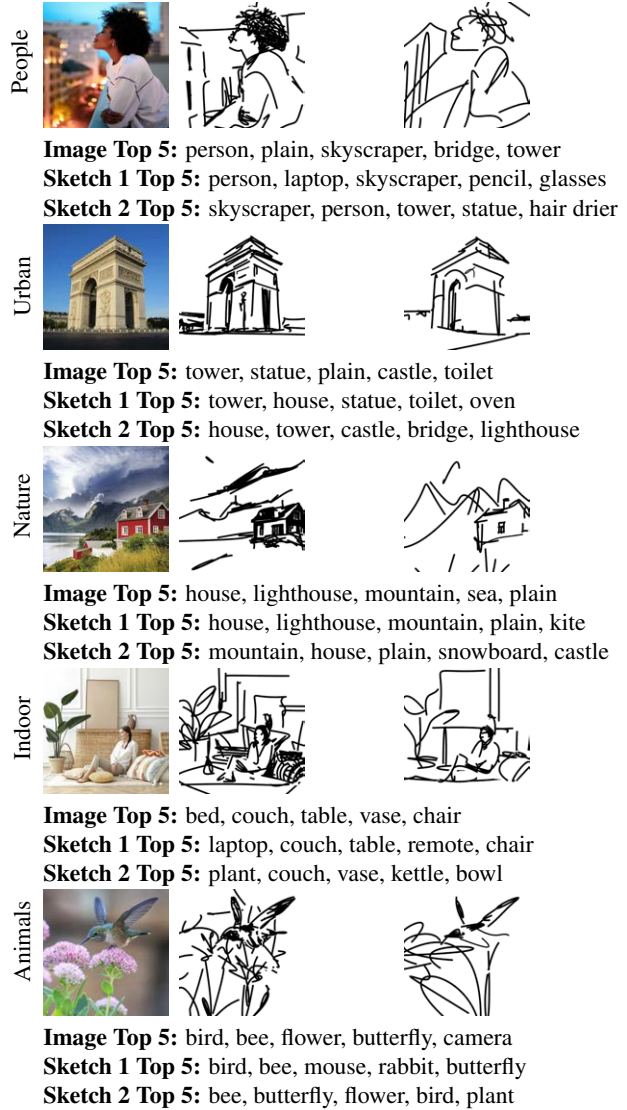 People
Image Top 5: person, plain, skyscraper, bridge, tower
Sketch 1 Top 5: person, laptop, skyscraper, pencil, glasses
Sketch 2 Top 5: skyscraper, person, tower, statue, hair drier
Urban
Image Top 5: tower, statue, plain, castle, toilet
Sketch 1 Top 5: tower, house, statue, toilet, oven
Sketch 2 Top 5: house, tower, castle, bridge, lighthouse
Nature
Image Top 5: house, lighthouse, mountain, sea, plain
Sketch 1 Top 5: house, lighthouse, mountain, plain, kite
Sketch 2 Top 5: mountain, house, plain, snowboard, castle
Indoor
Image Top 5: bed, couch, table, vase, chair
Sketch 1 Top 5: laptop, couch, table, remote, chair
Sketch 2 Top 5: plant, couch, vase, kettle, bowl
Animals
Image Top 5: bird, bee, flower, butterfly, camera
Sketch 1 Top 5: bird, bee, mouse, rabbit, butterfly
Sketch 2 Top 5: bee, butterfly, flower, bird, plant